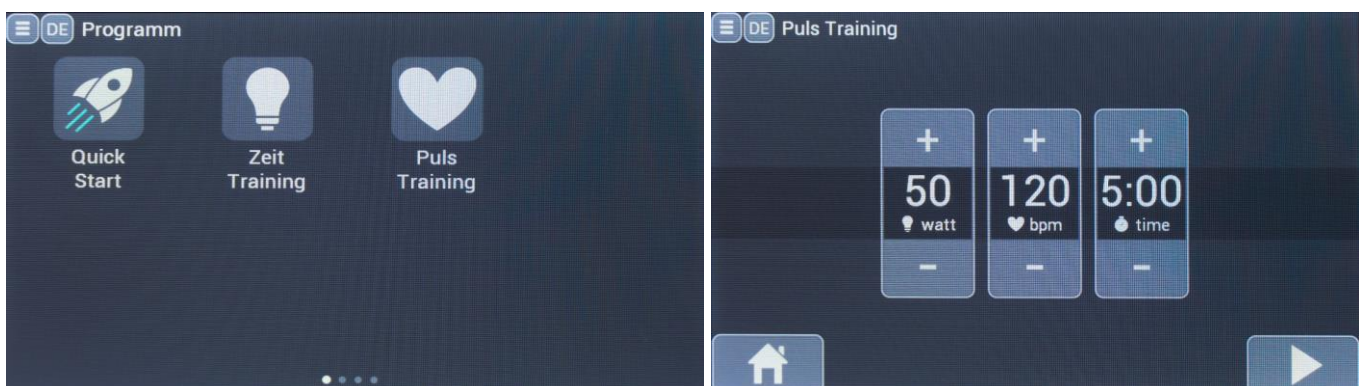 DE Programm
Quick
Start
Zeit
Training
Puls
Training
DE Puls Training
50
watt
120
bpm
5:00
time